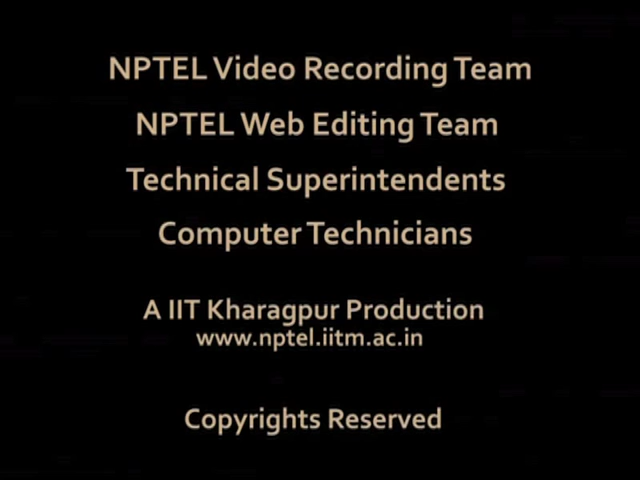 NPTEL Video Recording Team
NPTEL Web Editing Team
Technical Superintendents
Computer Technicians
A IIT Kharagpur Production
www.nptel.iitm.ac.in
Copyrights Reserved